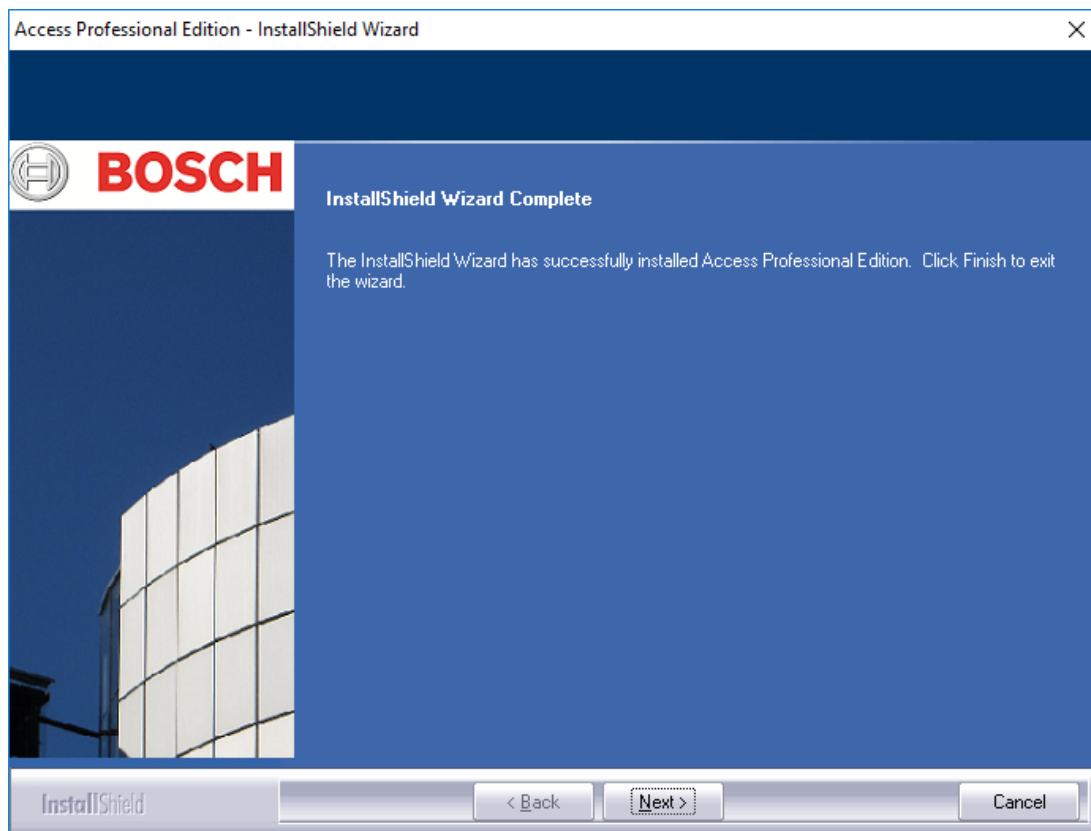 Access Professional Edition - InstallShield Wizard
BOSCH
InstallShield Wizard Complete
The InstallShield Wizard has successfully installed Access Professional Edition. Click Finish to exit
the wizard.
InstallShield
< Back
Next >
Cancel